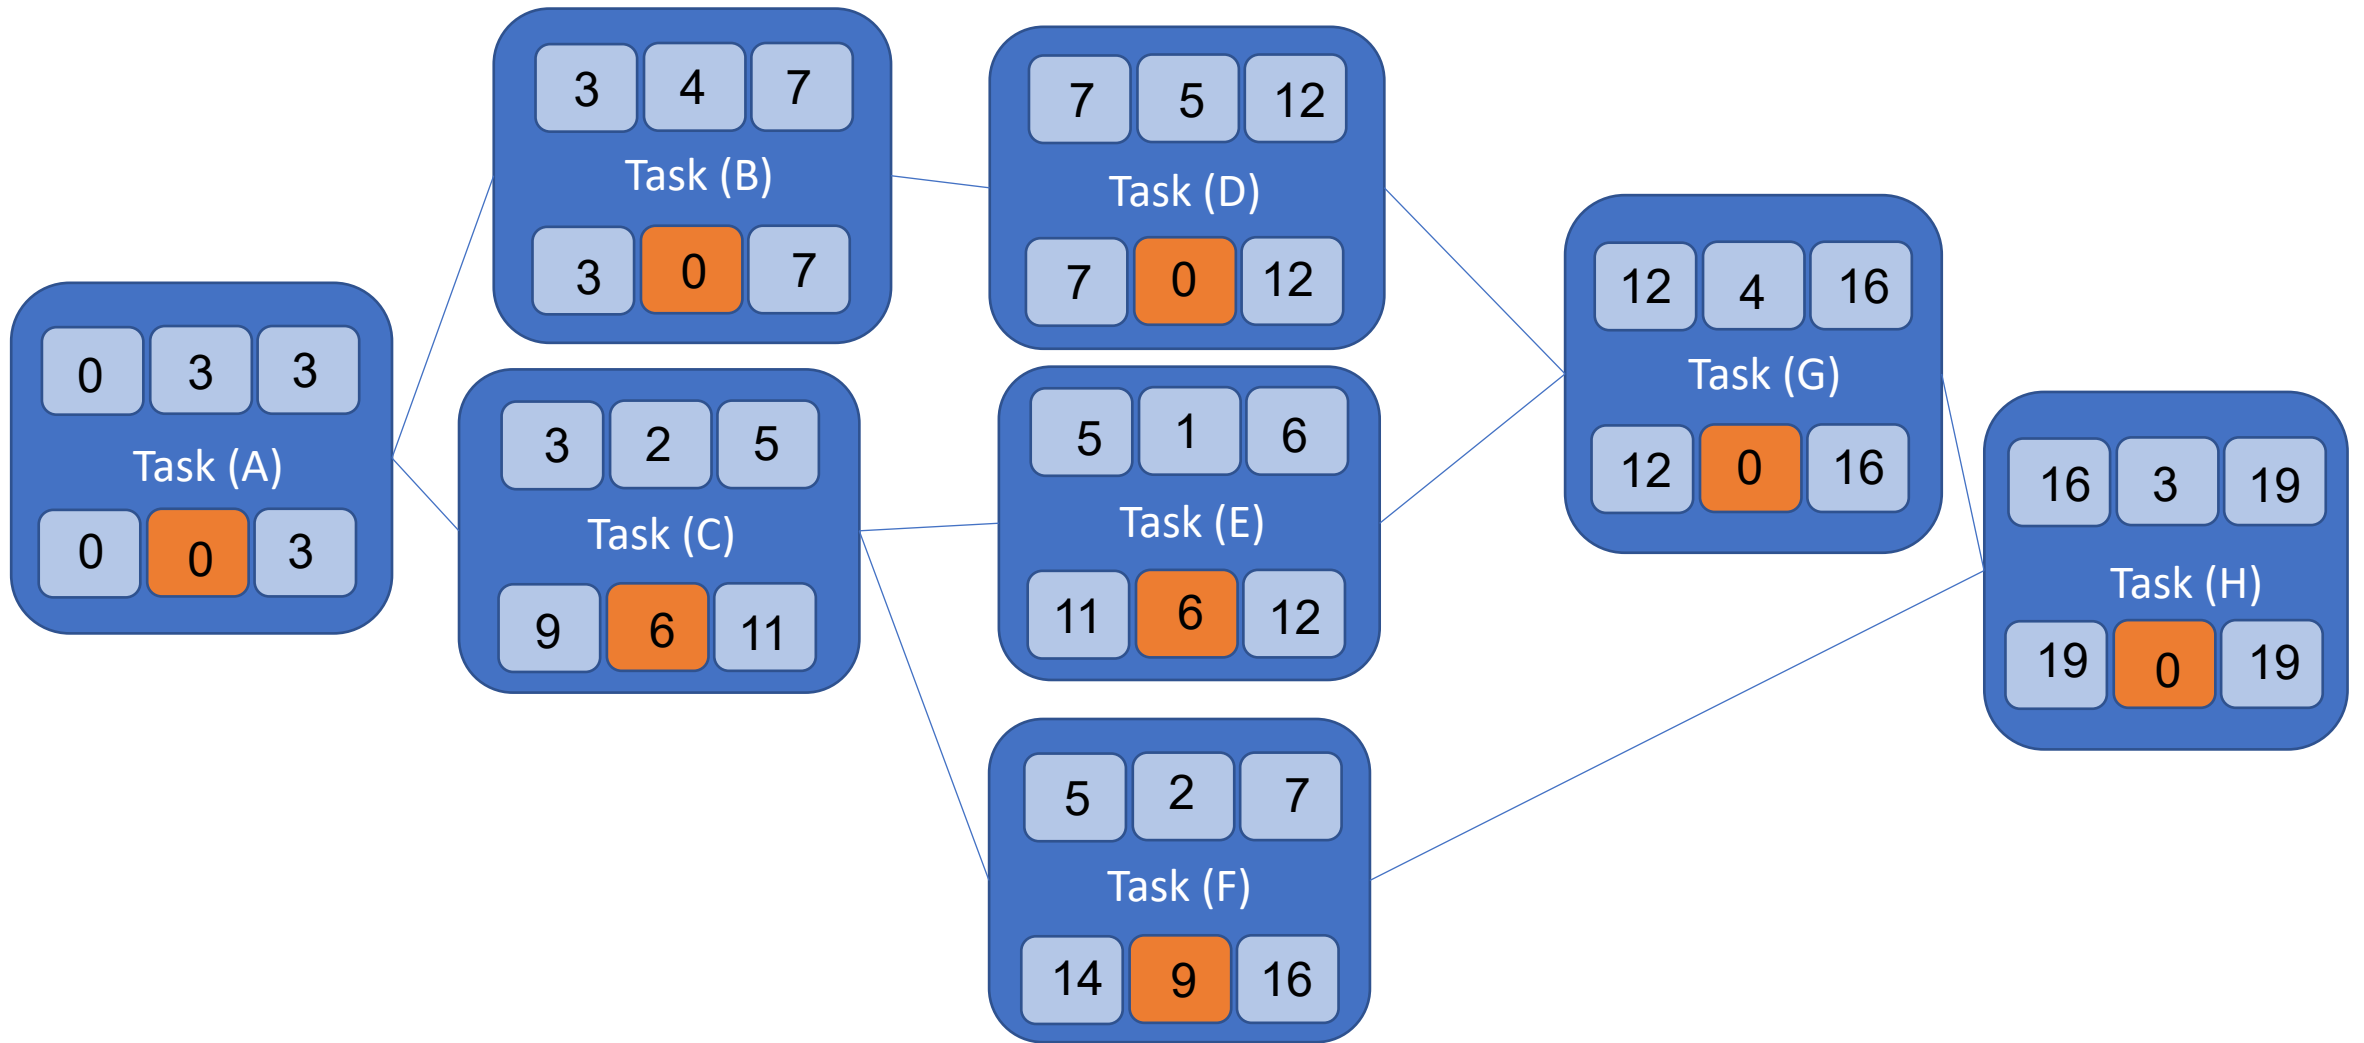 0 3 3
Task (A)
0 0 3
3 4 7
Task (B)
3 0 7
3 2 5
Task (C)
9 6 11
7 5 12
Task (D)
7 0 12
5 1 6
Task (E)
11 6 12
5 2 7
Task (F)
14 9 16
12 4 16
Task (G)
12 0 16
16 3 19
Task (H)
19 0 19